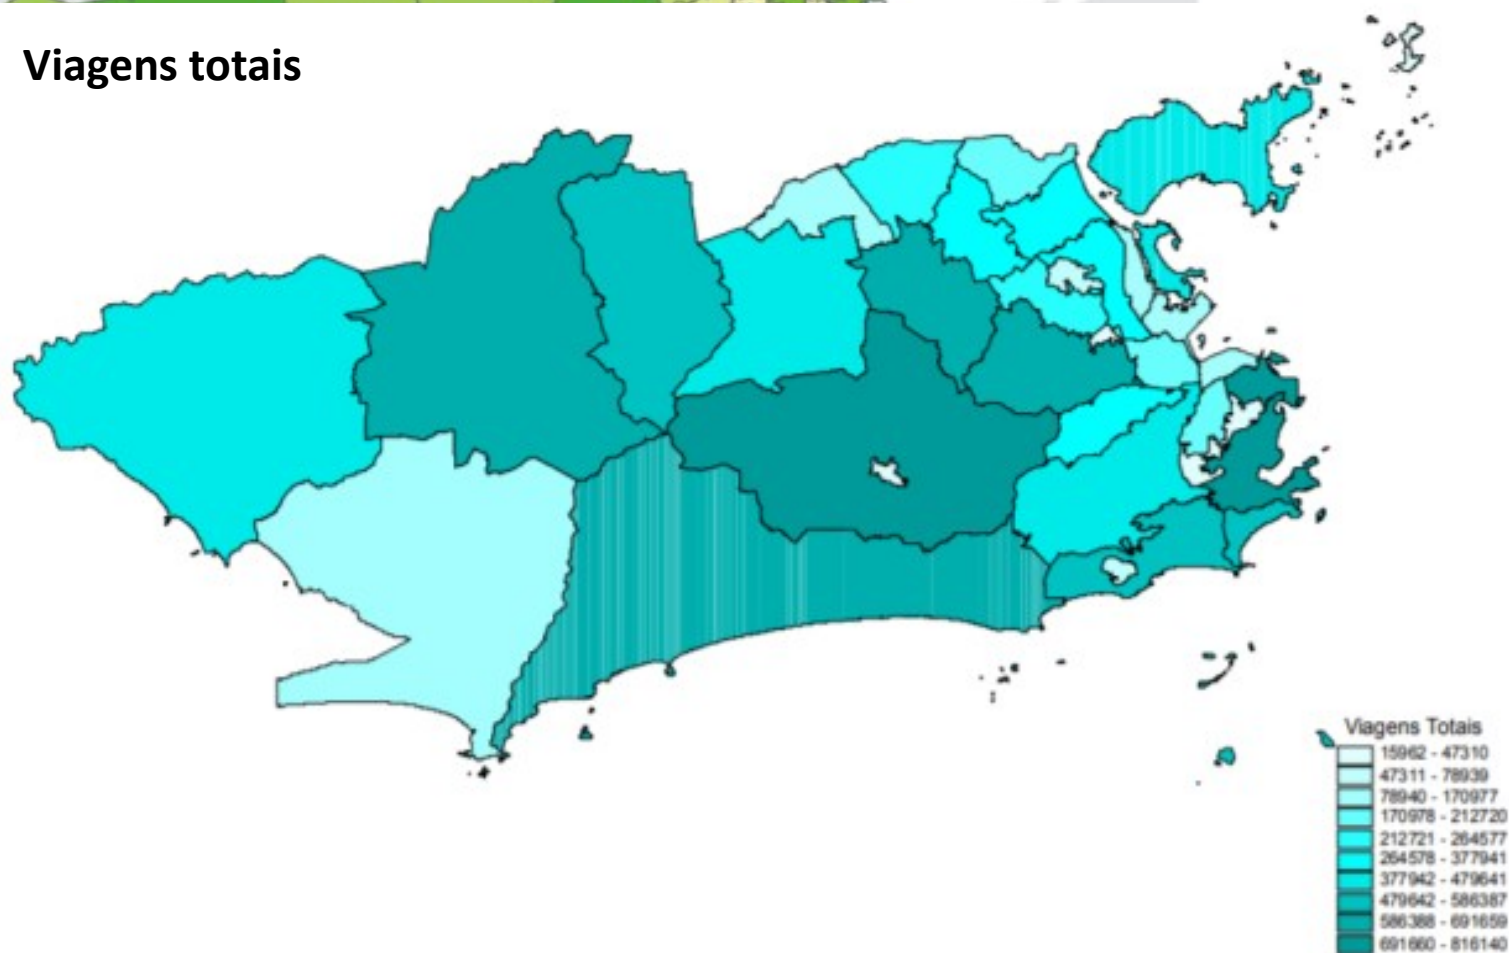 Viagens totais
Viagens Totais
15962 - 47310
47311 - 78939
78940 - 170977
170978 - 212720
212721 - 264577
264578 - 377941
377942 - 479641
479642 - 586387
586388 - 691659
691660 - 816140